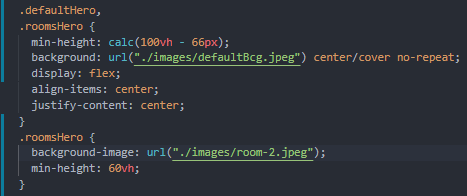 .defaultHero,
.roomsHero {
  min-height: calc(100vh - 66px);
  background: url("./images/defaultBcg.jpeg") center/cover no-repeat;
  display: flex;
  align-items: center;
  justify-content: center;
}
.roomsHero {
  background-image: url("./images/room-2.jpeg");
  min-height: 60vh;
}